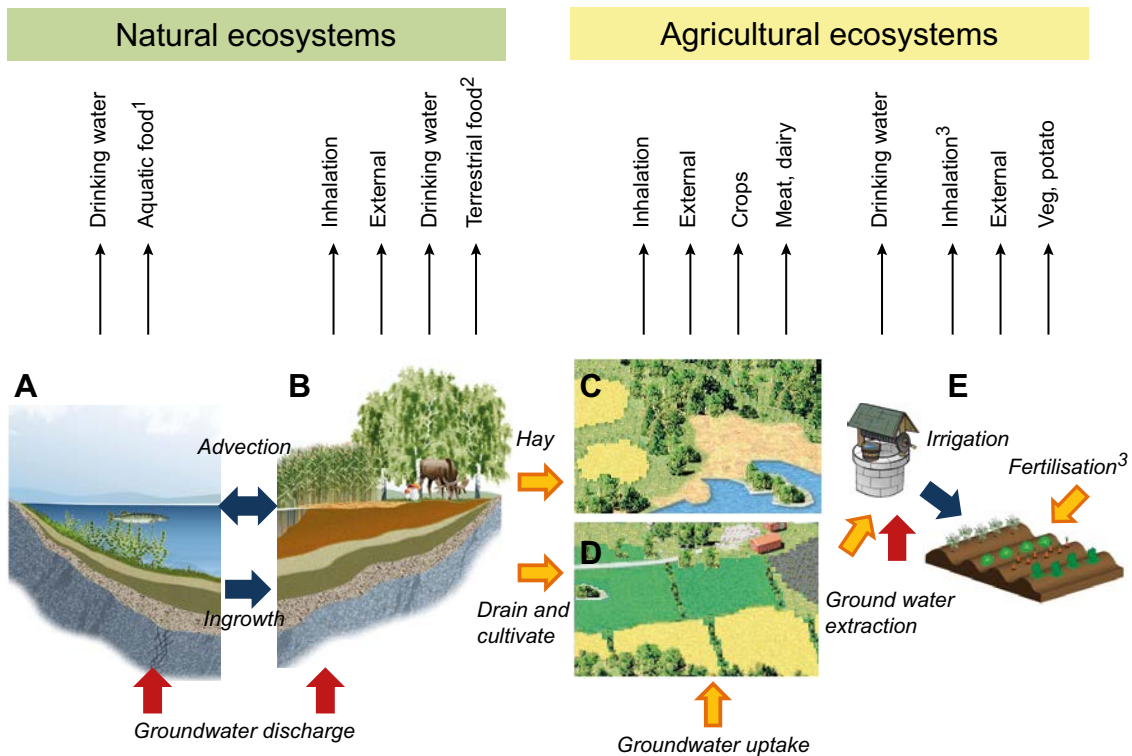 Natural ecosystems
Agricultural ecosystems
Drinking water
Aquatic food1
Inhalation
External
Drinking water
Terrestrial food2
Inhalation
External
Crops
Meat, dairy
Drinking water
Inhalation3
External
Veg, potato
A
B
C
D
E
Advection
Ingrowth
Groundwater discharge
Hay
Drain and
cultivate
Groundwater uptake
Irrigation
Fertilisation3
Ground water
extraction